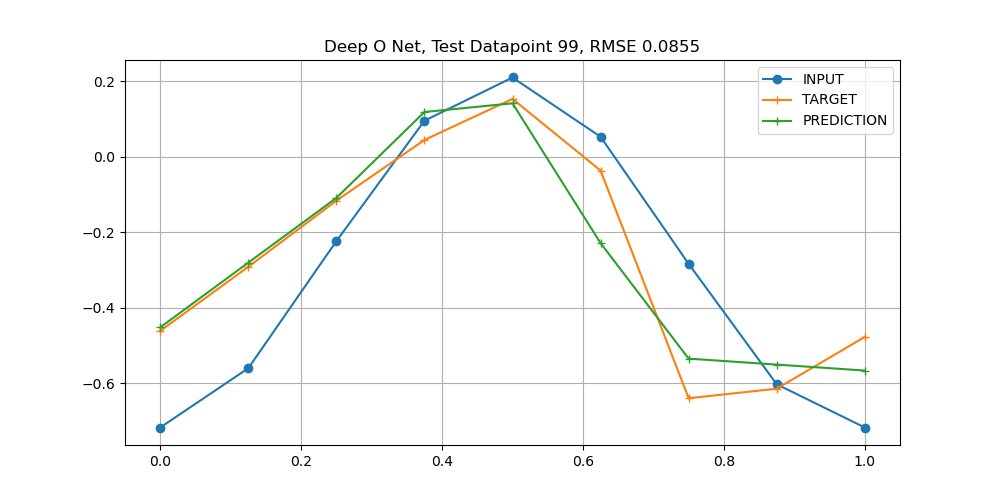 Deep O Net, Test Datapoint 99, RMSE 0.0855
INPUT
TARGET
PREDICTION
0.2
0.0
−0.2
−0.4
−0.6
0.0 0.2 0.4 0.6 0.8 1.0